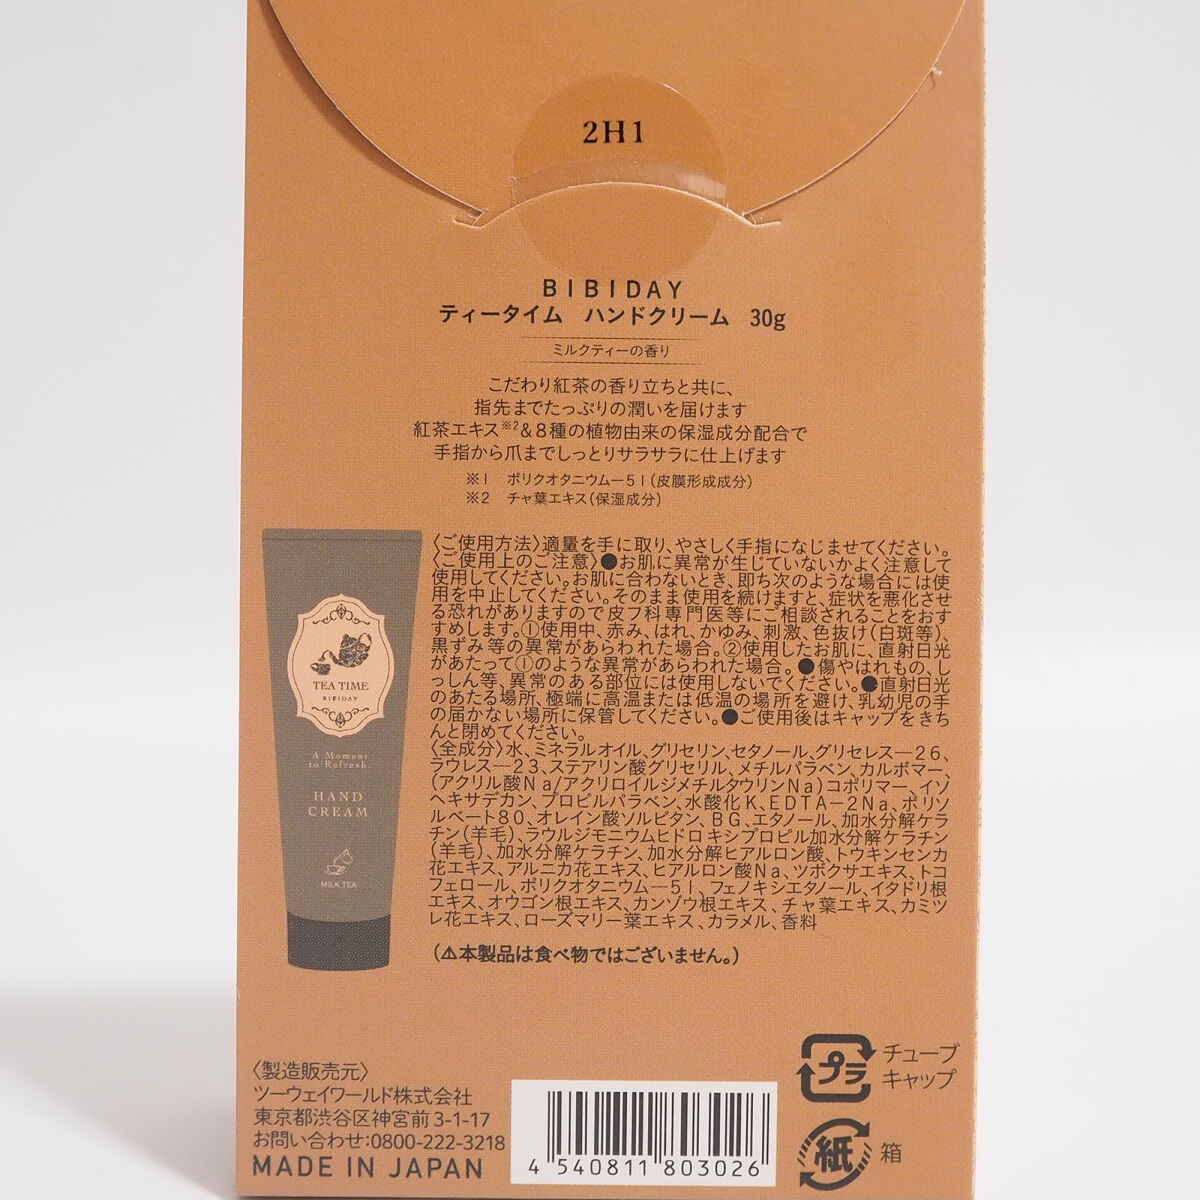 2H1
BIBIDAY
ティータイム　ハンドクリーム　30g
ミルクティーの香り
こだわり紅茶の香り立ちと共に、
指先までたっぷりの潤いを届けます
紅茶エキス※2&8種の植物由来の保湿成分配合で
手指から爪までしっとりサラサラに仕上げます
※1　ポリクオタニウムー51(皮膜形成成分)
※2　チャ葉エキス(保湿成分)
〈ご使用方法〉適量を手に取り、やさしく手指になじませてください。
〈ご使用上のご注意〉●お肌に異常が生じていないかよく注意して
使用してください。お肌に合わないとき、即ち次のような場合には使
用を中止してください。そのまま使用を続けますと、症状を悪化させ
る恐れがありますので皮フ科専門医等にご相談されることをおす
すめします。①使用中、赤み、はれ、かゆみ、刺激、色抜け(白斑等)、
黒ずみ等の異常があらわれた場合。②使用したお肌に、直射日光
があたって①のような異常があらわれた場合。●傷やはれもの、し
っしん等、異常のある部位には使用しないでください。●直射日光
のあたる場所、極端に高温または低温の場所を避け、乳幼児の手
の届かない場所に保管してください。●ご使用後はキャップをきち
んと閉めてください。
〈全成分〉水、ミネラルオイル、グリセリン、セタノール、グリセレス－26、
ラウレス－23、ステアリン酸グリセリル、メチルパラベン、カルボマー、
(アクリル酸Na/アクリロイルジメチルタウリンNa)コポリマー、イソ
ヘキサデカン、プロピルパラベン、水酸化K、EDTA－2Na、ポリソ
ルベート80、オレイン酸ソルビタン、BG、エタノール、加水分解ケラ
チン(羊毛)、ラウルジモニウムヒドロキシプロピル加水分解ケラチン
(羊毛)、加水分解ケラチン、加水分解ヒアルロン酸、トウキンセンカ
花エキス、アルニカ花エキス、ヒアルロン酸Na、ツボクサエキス、トコ
フェロール、ポリクオタニウム－51、フェノキシエタノール、イタドリ根
エキス、オウゴン根エキス、カンゾウ根エキス、チャ葉エキス、カミツ
レ花エキス、ローズマリー葉エキス、カラメル、香料
(⚠本製品は食べ物ではございません。)
TEA TIME
BIBIDAY
A Moment
to Refresh.
HAND
CREAM
MILK TEA
〈製造販売元〉
ツーウェイワールド株式会社
東京都渋谷区神宮前3-1-17
お問い合わせ:0800-222-3218
MADE IN JAPAN
4 540811 803026
プラ
チューブ
キャップ
紙
箱